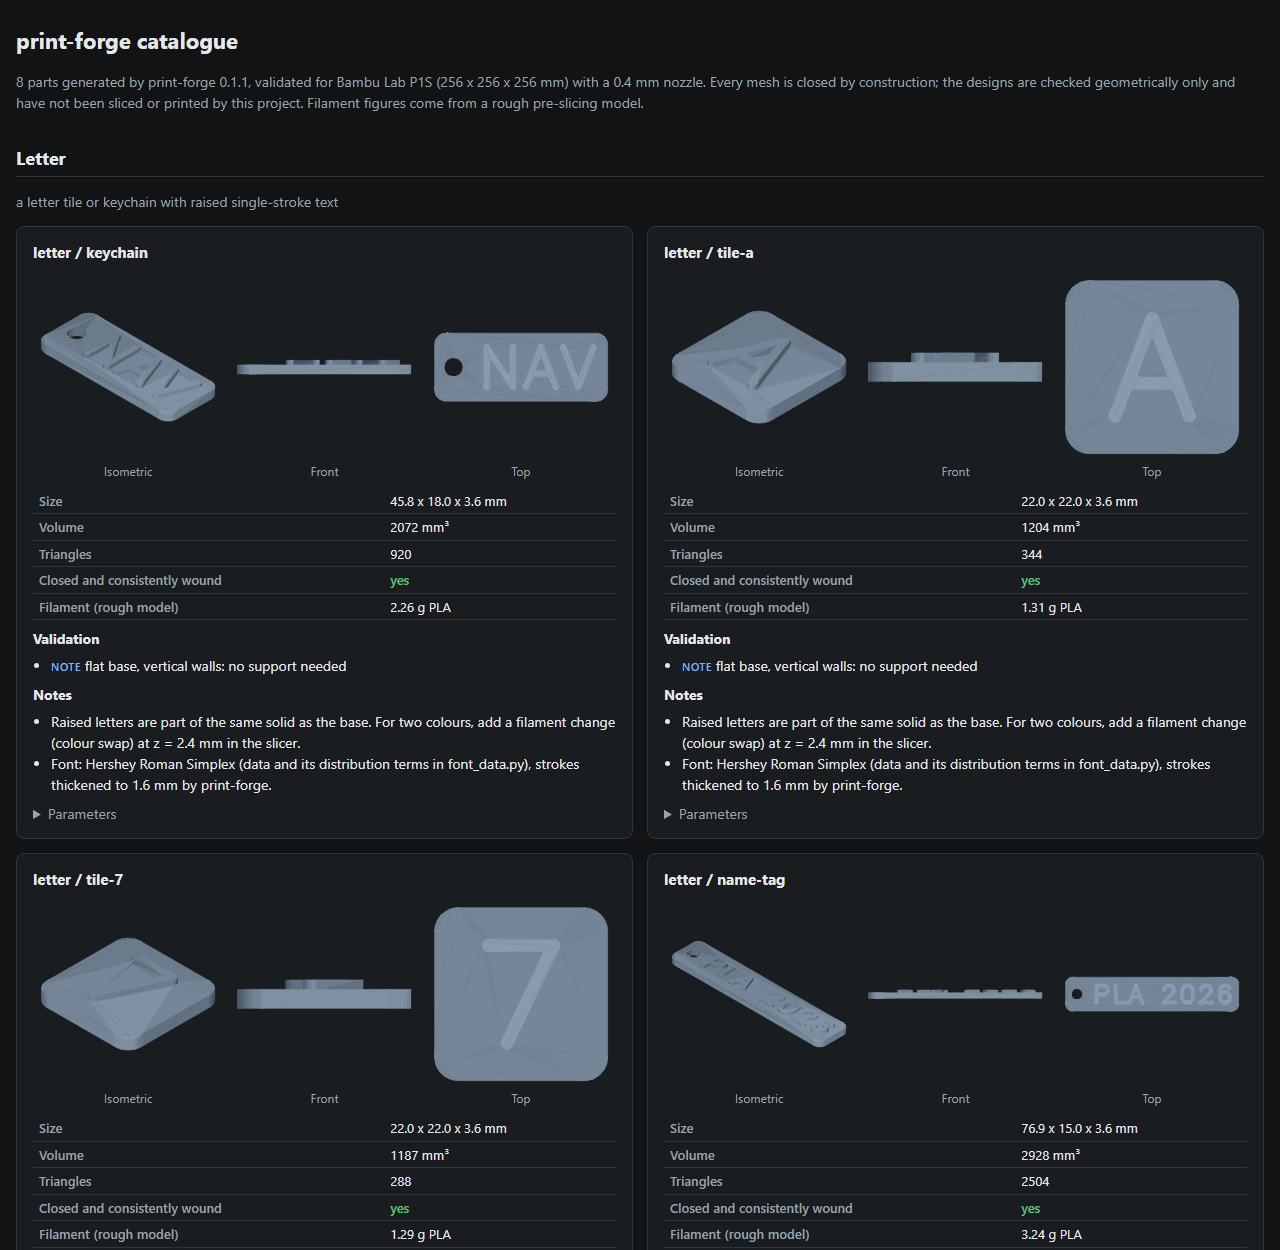 print-forge catalogue
8 parts generated by print-forge 0.1.1, validated for Bambu Lab P1S (256 x 256 x 256 mm) with a 0.4 mm nozzle. Every mesh is closed by construction; the designs are checked geometrically only and
have not been sliced or printed by this project. Filament figures come from a rough pre-slicing model.
Letter
a letter tile or keychain with raised single-stroke text
letter / keychain
NAV
NAV
Isometric Front Top
Size 45.8 x 18.0 x 3.6 mm
Volume 2072 mm³
Triangles 920
Closed and consistently wound yes
Filament (rough model) 2.26 g PLA
Validation
• NOTE flat base, vertical walls: no support needed
Notes
• Raised letters are part of the same solid as the base. For two colours, add a filament change
(colour swap) at z = 2.4 mm in the slicer.
• Font: Hershey Roman Simplex (data and its distribution terms in font_data.py), strokes
thickened to 1.6 mm by print-forge.
▶ Parameters
letter / tile-a
A
A
Isometric Front Top
Size 22.0 x 22.0 x 3.6 mm
Volume 1204 mm³
Triangles 344
Closed and consistently wound yes
Filament (rough model) 1.31 g PLA
Validation
• NOTE flat base, vertical walls: no support needed
Notes
• Raised letters are part of the same solid as the base. For two colours, add a filament change
(colour swap) at z = 2.4 mm in the slicer.
• Font: Hershey Roman Simplex (data and its distribution terms in font_data.py), strokes
thickened to 1.6 mm by print-forge.
▶ Parameters
letter / tile-7
7
7
Isometric Front Top
Size 22.0 x 22.0 x 3.6 mm
Volume 1187 mm³
Triangles 288
Closed and consistently wound yes
Filament (rough model) 1.29 g PLA
letter / name-tag
PLA 2026
PLA 2026
Isometric Front Top
Size 76.9 x 15.0 x 3.6 mm
Volume 2928 mm³
Triangles 2504
Closed and consistently wound yes
Filament (rough model) 3.24 g PLA